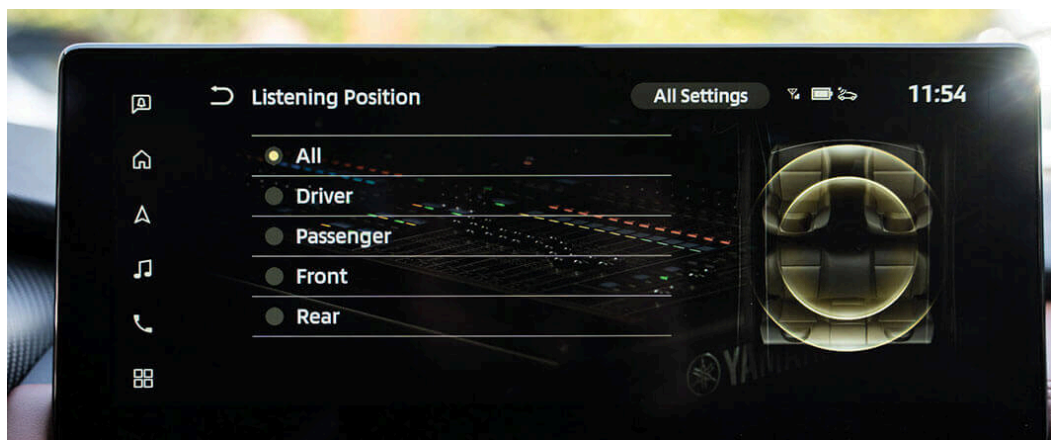 Listening Position
All Settings
11:54
All
Driver
Passenger
Front
Rear